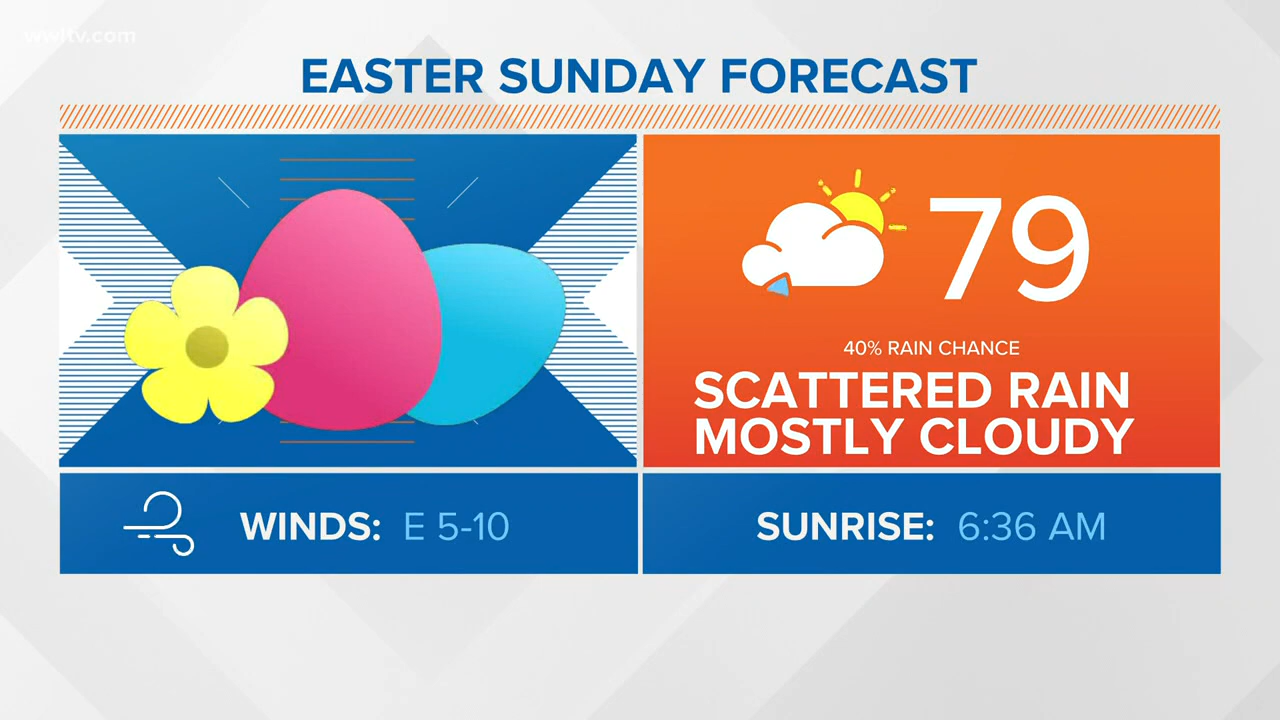 wwltv.com
EASTER SUNDAY FORECAST
79
40% RAIN CHANCE
SCATTERED RAIN
MOSTLY CLOUDY
WINDS: E 5-10
SUNRISE: 6:36 AM